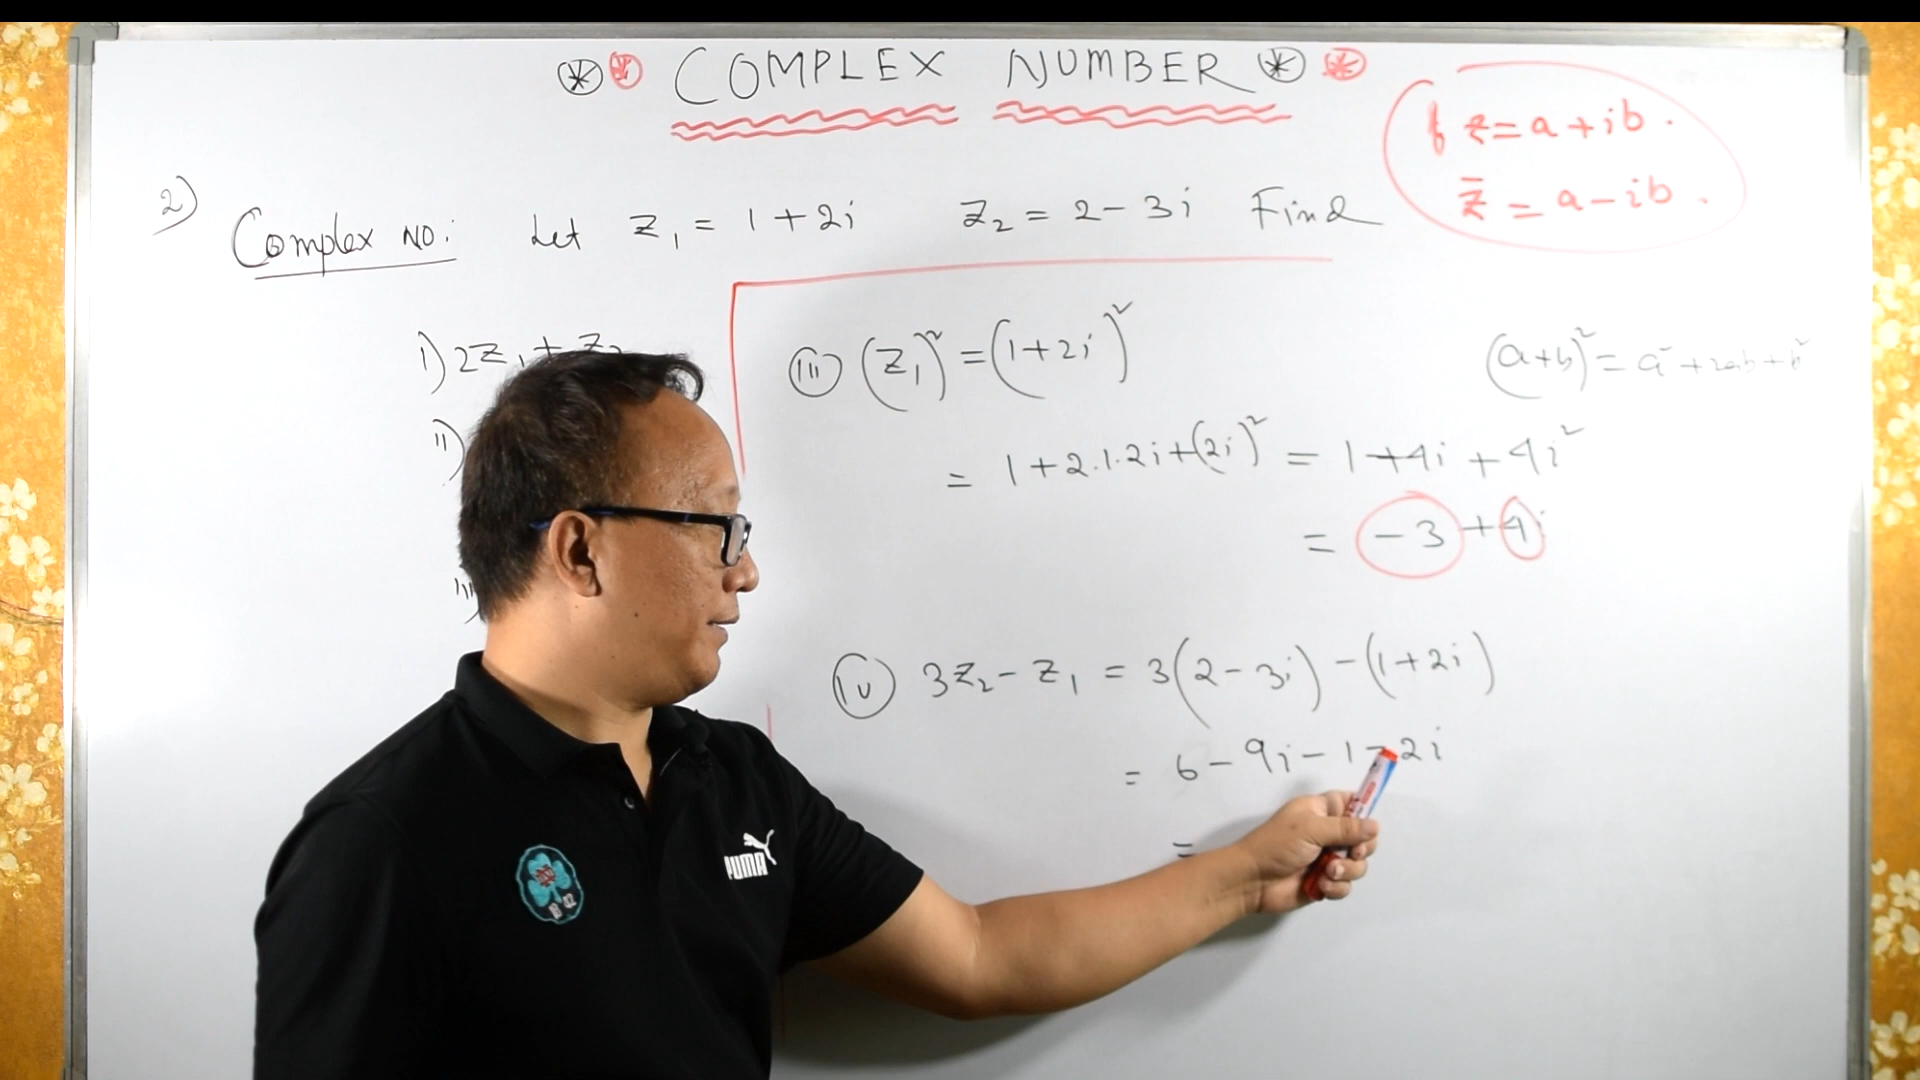 COMPLEX NUMBER
z = a + ib.
z̄ = a - ib.
2) Complex No: Let z₁ = 1 + 2i z₂ = 2 - 3i Find
i) 2z₁ + z₂
ii)
iii)
(iii) (z₁)² = (1+2i)²
(a+b)² = a² + 2ab + b²
= 1 + 2.1.2i + (2i)² = 1 + 4i + 4i²
= -3 + 4i
(iv) 3z₂ - z₁ = 3(2 - 3i) - (1 + 2i)
= 6 - 9i - 1 - 2i
=
PUMA